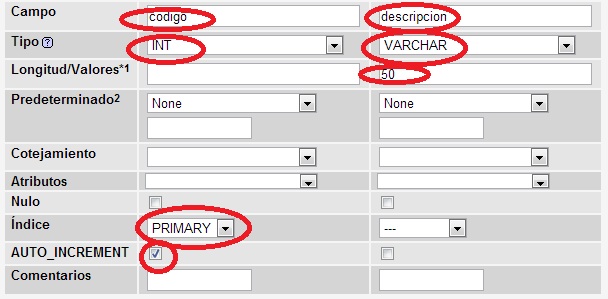 Campo codigo descripcion
Tipo ? INT VARCHAR
Longitud/Valores*1 50
Predeterminado2 None None
Cotejamiento
Atributos
Nulo
Índice PRIMARY ---
AUTO_INCREMENT
Comentarios